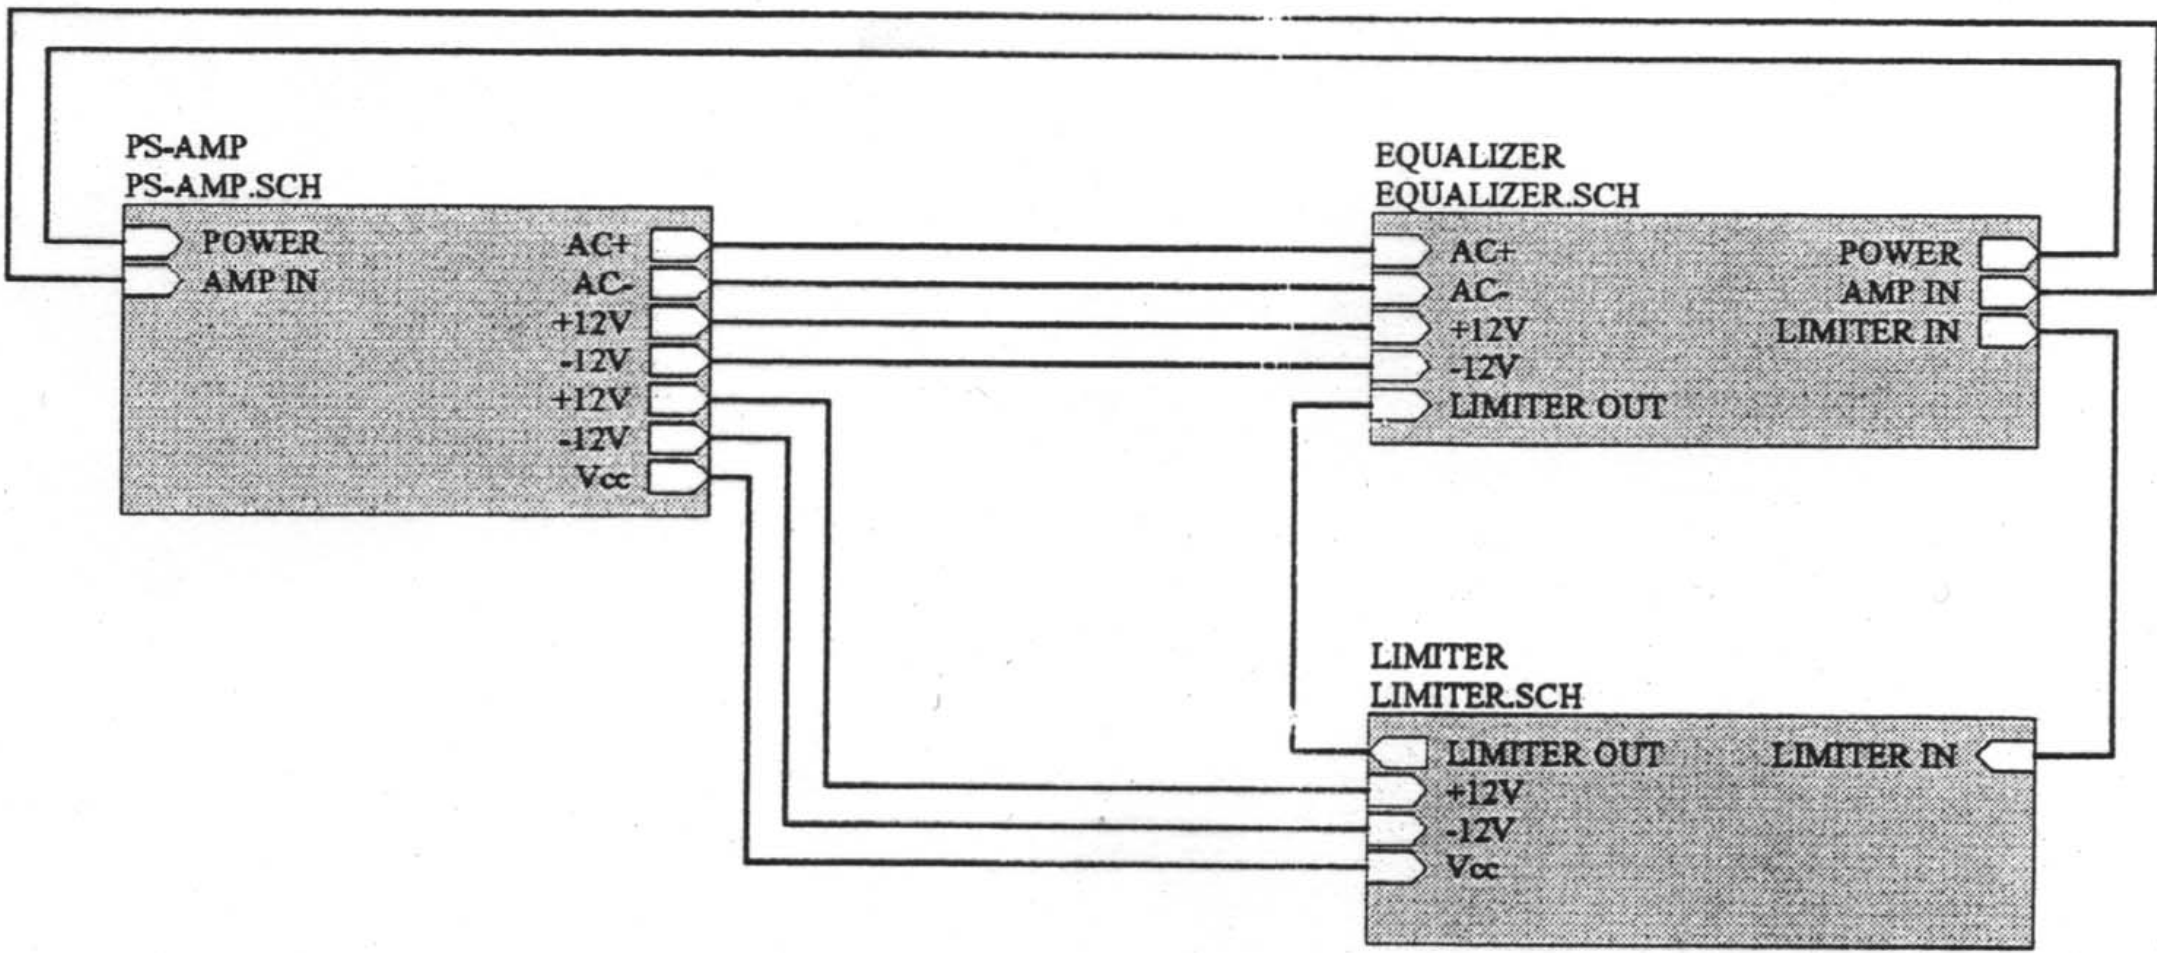 PS-AMP
PS-AMP.SCH
POWER
AMP IN
AC+
AC-
+12V
-12V
+12V
-12V
Vcc
EQUALIZER
EQUALIZER.SCH
AC+
AC-
+12V
-12V
LIMITER OUT
POWER
AMP IN
LIMITER IN
LIMITER
LIMITER.SCH
LIMITER OUT
+12V
-12V
Vcc
LIMITER IN